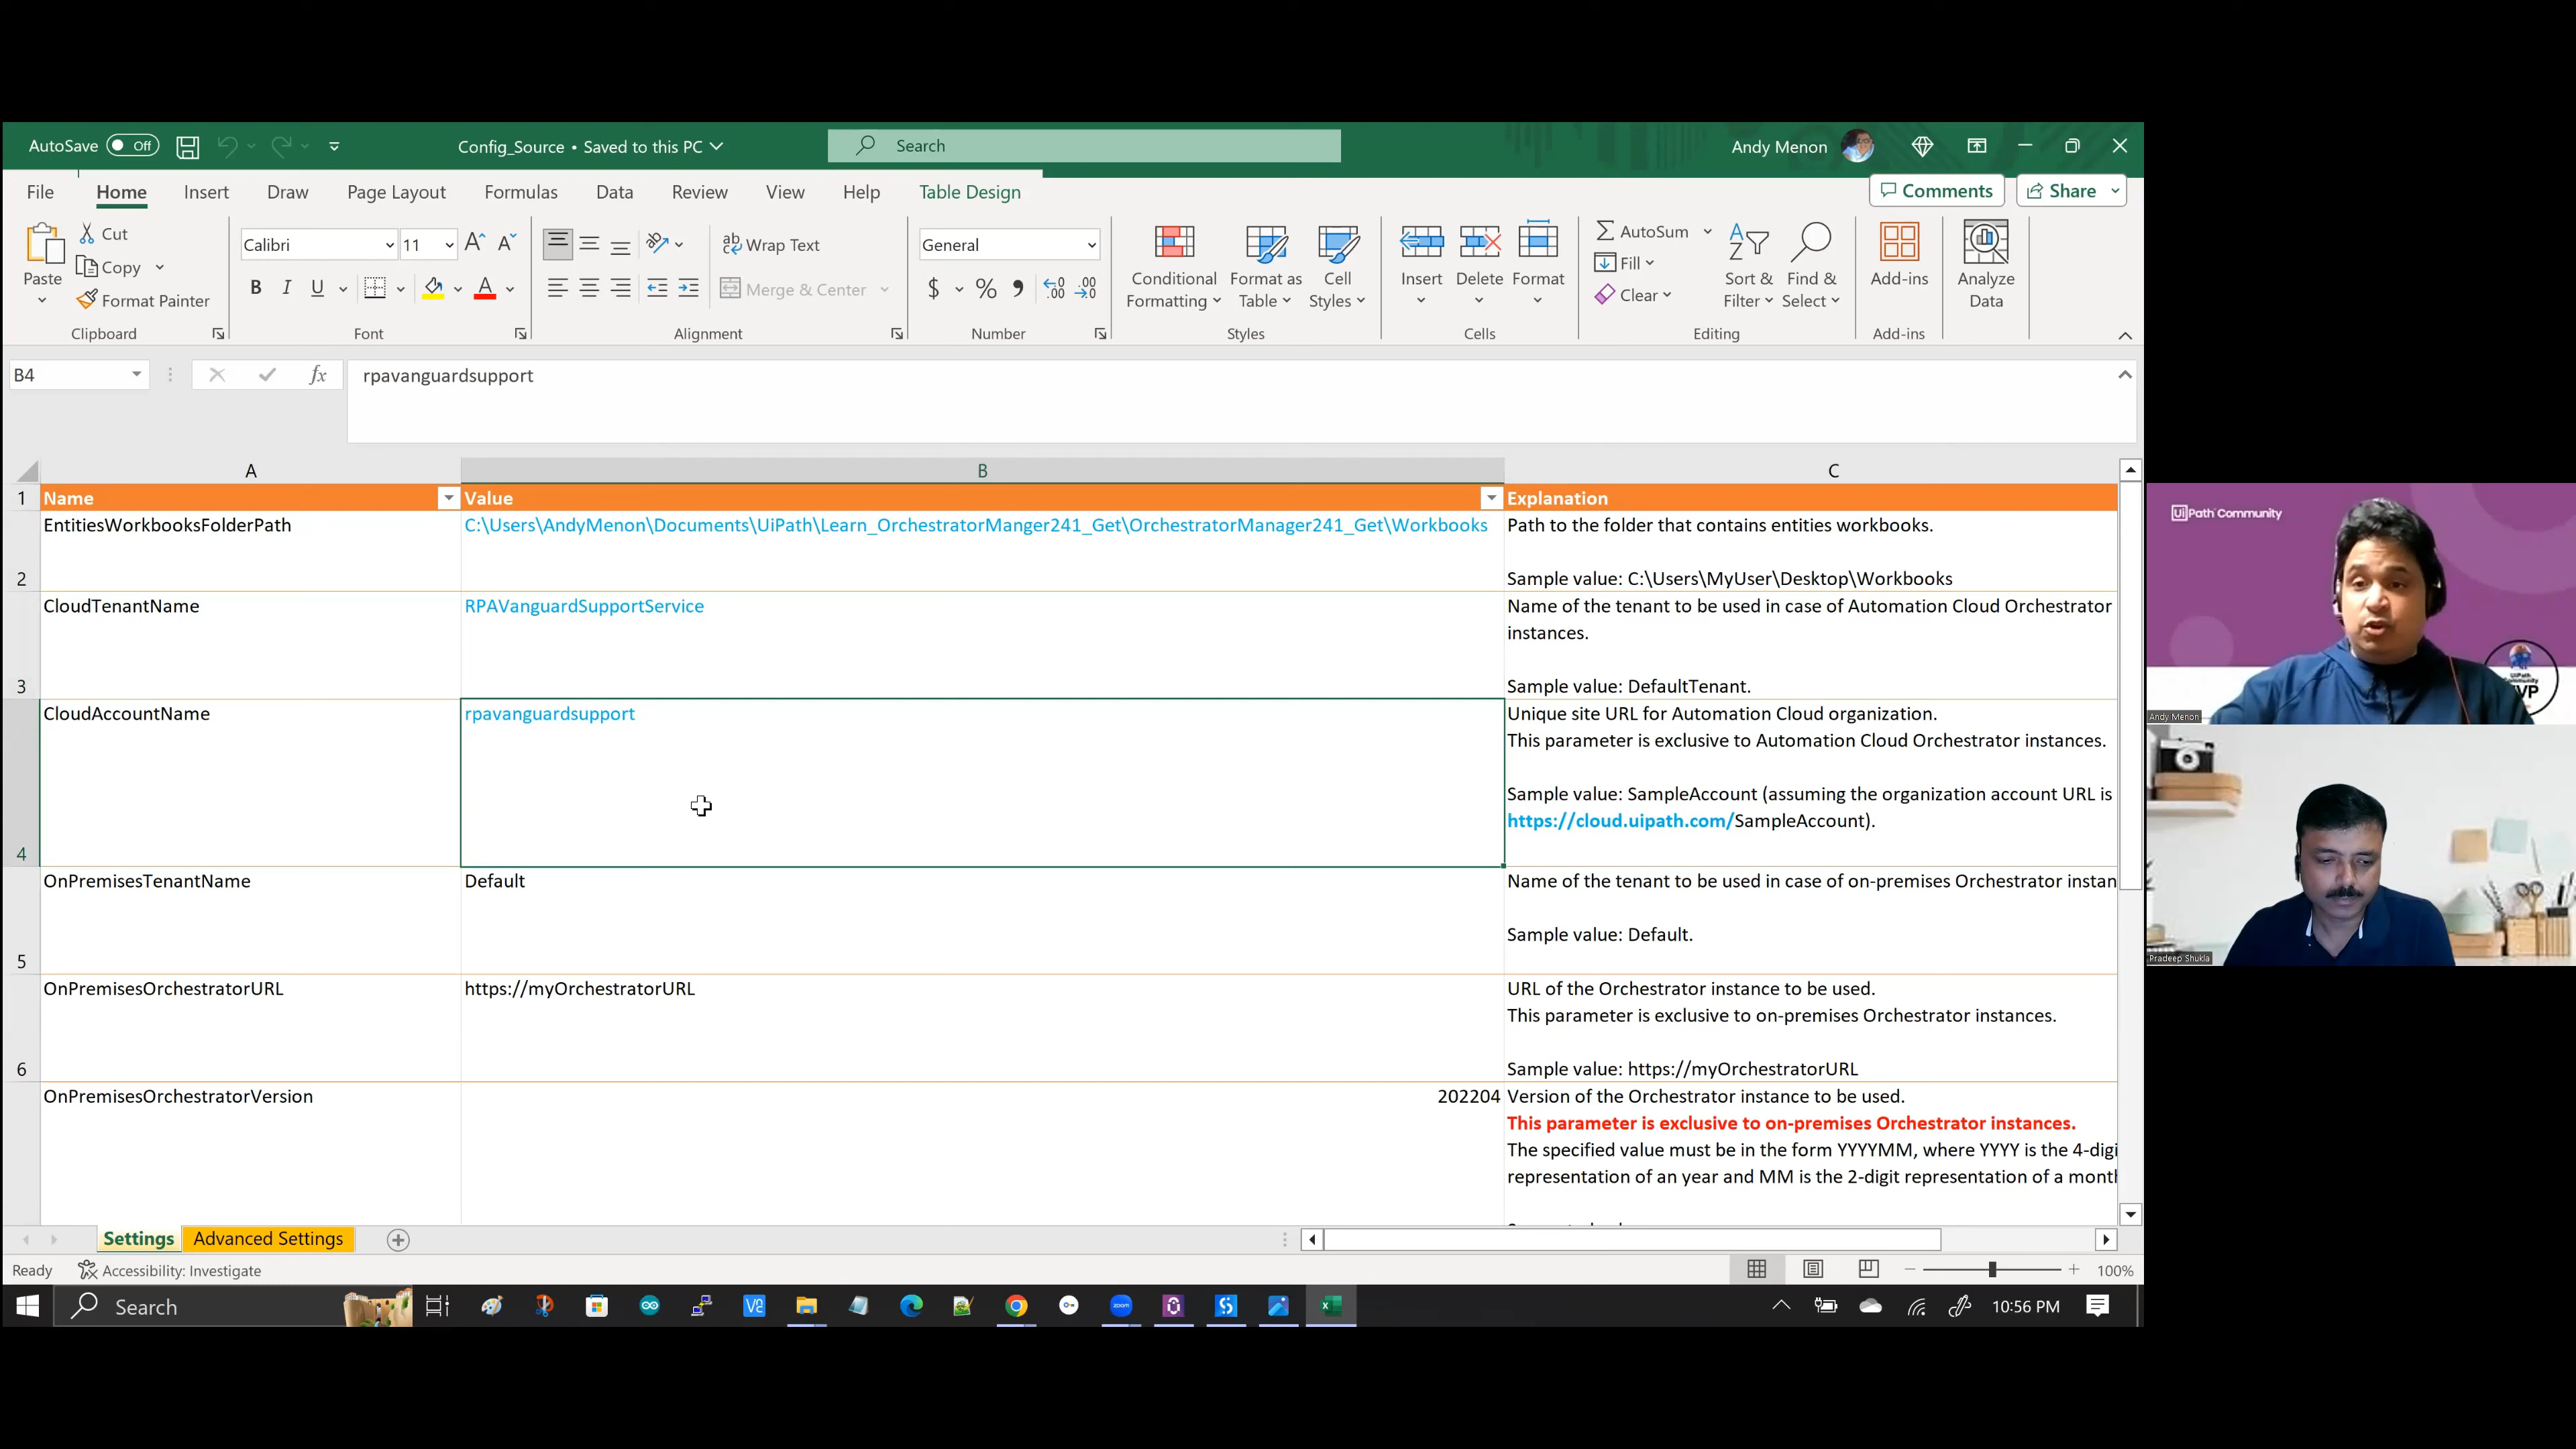 AutoSave Off Config_Source • Saved to this PC Search Andy Menon
File Home Insert Draw Page Layout Formulas Data Review View Help Table Design Comments Share
Paste Cut Copy Format Painter Clipboard
Calibri 11 B I U A Font
Wrap Text Merge & Center Alignment
General $ % Number
Conditional Formatting Format as Table Cell Styles Styles
Insert Delete Format Cells
AutoSum Fill Clear Sort & Filter Find & Select Editing
Add-ins Add-ins
Analyze Data
B4 fx rpavanguardsupport
A B C
1 Name Value Explanation
EntitiesWorkbooksFolderPath C:\Users\AndyMenon\Documents\UiPath\Learn_OrchestratorManger241_Get\OrchestratorManager241_Get\Workbooks Path to the folder that contains entities workbooks.
2 Sample value: C:\Users\MyUser\Desktop\Workbooks
CloudTenantName RPAVanguardSupportService Name of the tenant to be used in case of Automation Cloud Orchestrator
instances.
3 Sample value: DefaultTenant.
CloudAccountName rpavanguardsupport Unique site URL for Automation Cloud organization.
This parameter is exclusive to Automation Cloud Orchestrator instances.
Sample value: SampleAccount (assuming the organization account URL is
https://cloud.uipath.com/SampleAccount).
4
OnPremisesTenantName Default Name of the tenant to be used in case of on-premises Orchestrator instan
5 Sample value: Default.
OnPremisesOrchestratorURL https://myOrchestratorURL URL of the Orchestrator instance to be used.
This parameter is exclusive to on-premises Orchestrator instances.
6 Sample value: https://myOrchestratorURL
OnPremisesOrchestratorVersion 202204 Version of the Orchestrator instance to be used.
This parameter is exclusive to on-premises Orchestrator instances.
The specified value must be in the form YYYYMM, where YYYY is the 4-digi
representation of an year and MM is the 2-digit representation of a mont
Settings Advanced Settings
Ready Accessibility: Investigate 100%
Search zoom 10:56 PM
UiPath Community
UiPath
Community
MVP
Andy Menon
Pradeep Shukla